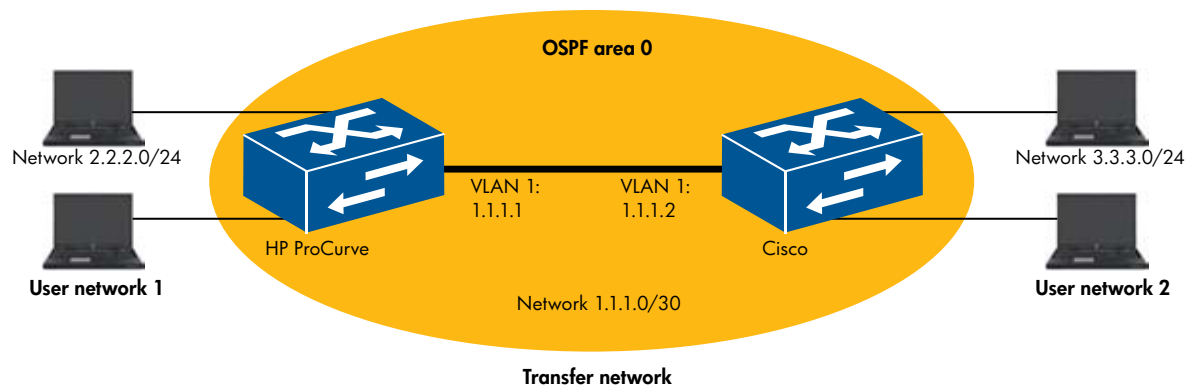 OSPF area 0
Network 2.2.2.0/24
Network 3.3.3.0/24
VLAN 1:
1.1.1.1
VLAN 1:
1.1.1.2
HP ProCurve
Cisco
User network 1
User network 2
Network 1.1.1.0/30
Transfer network